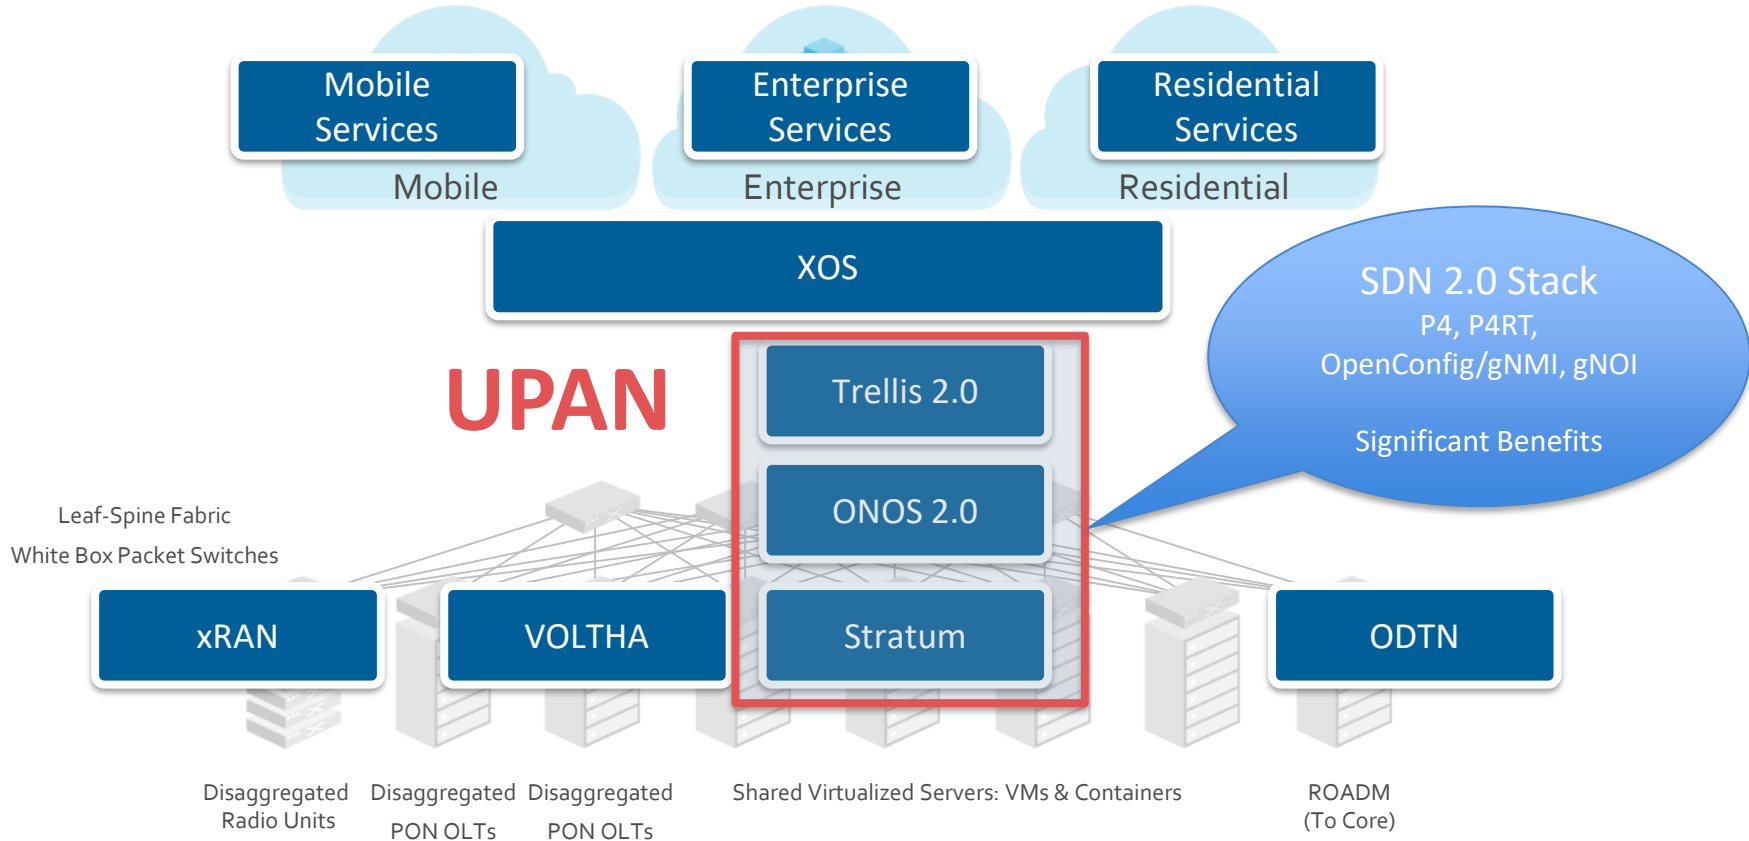 Mobile
Services
Enterprise
Services
Residential
Services
Mobile
Enterprise
Residential
XOS
SDN 2.0 Stack
P4, P4RT,
OpenConfig/gNMI, gNOI
Significant Benefits
UPAN
Trellis 2.0
ONOS 2.0
Leaf-Spine Fabric
White Box Packet Switches
xRAN
VOLTHA
Stratum
ODTN
Disaggregated
Radio Units
Disaggregated
PON OLTs
Disaggregated
PON OLTs
Shared Virtualized Servers: VMs & Containers
ROADM
(To Core)